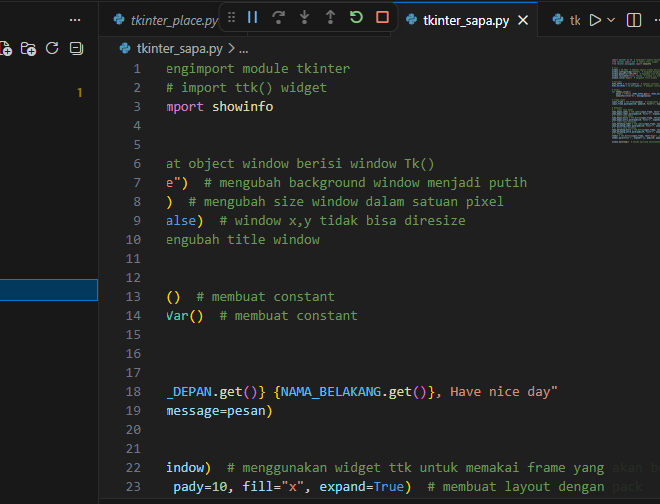 tkinter_place.py
tkinter_sapa.py
tk
tkinter_sapa.py > ...
1
1 engimport module tkinter
2 # import ttk() widget
3 mport showinfo
4
5
6 at object window berisi window Tk()
7 e") # mengubah background window menjadi putih
8 ) # mengubah size window dalam satuan pixel
9 alse) # window x,y tidak bisa diresize
10 engubah title window
11
12
13 () # membuat constant
14 Var() # membuat constant
15
16
17
18 _DEPAN.get()} {NAMA_BELAKANG.get()}, Have nice day"
19 message=pesan)
20
21
22 indow) # menggunakan widget ttk untuk memakai frame yang akan bu
23 pady=10, fill="x", expand=True) # membuat layout dengan pack